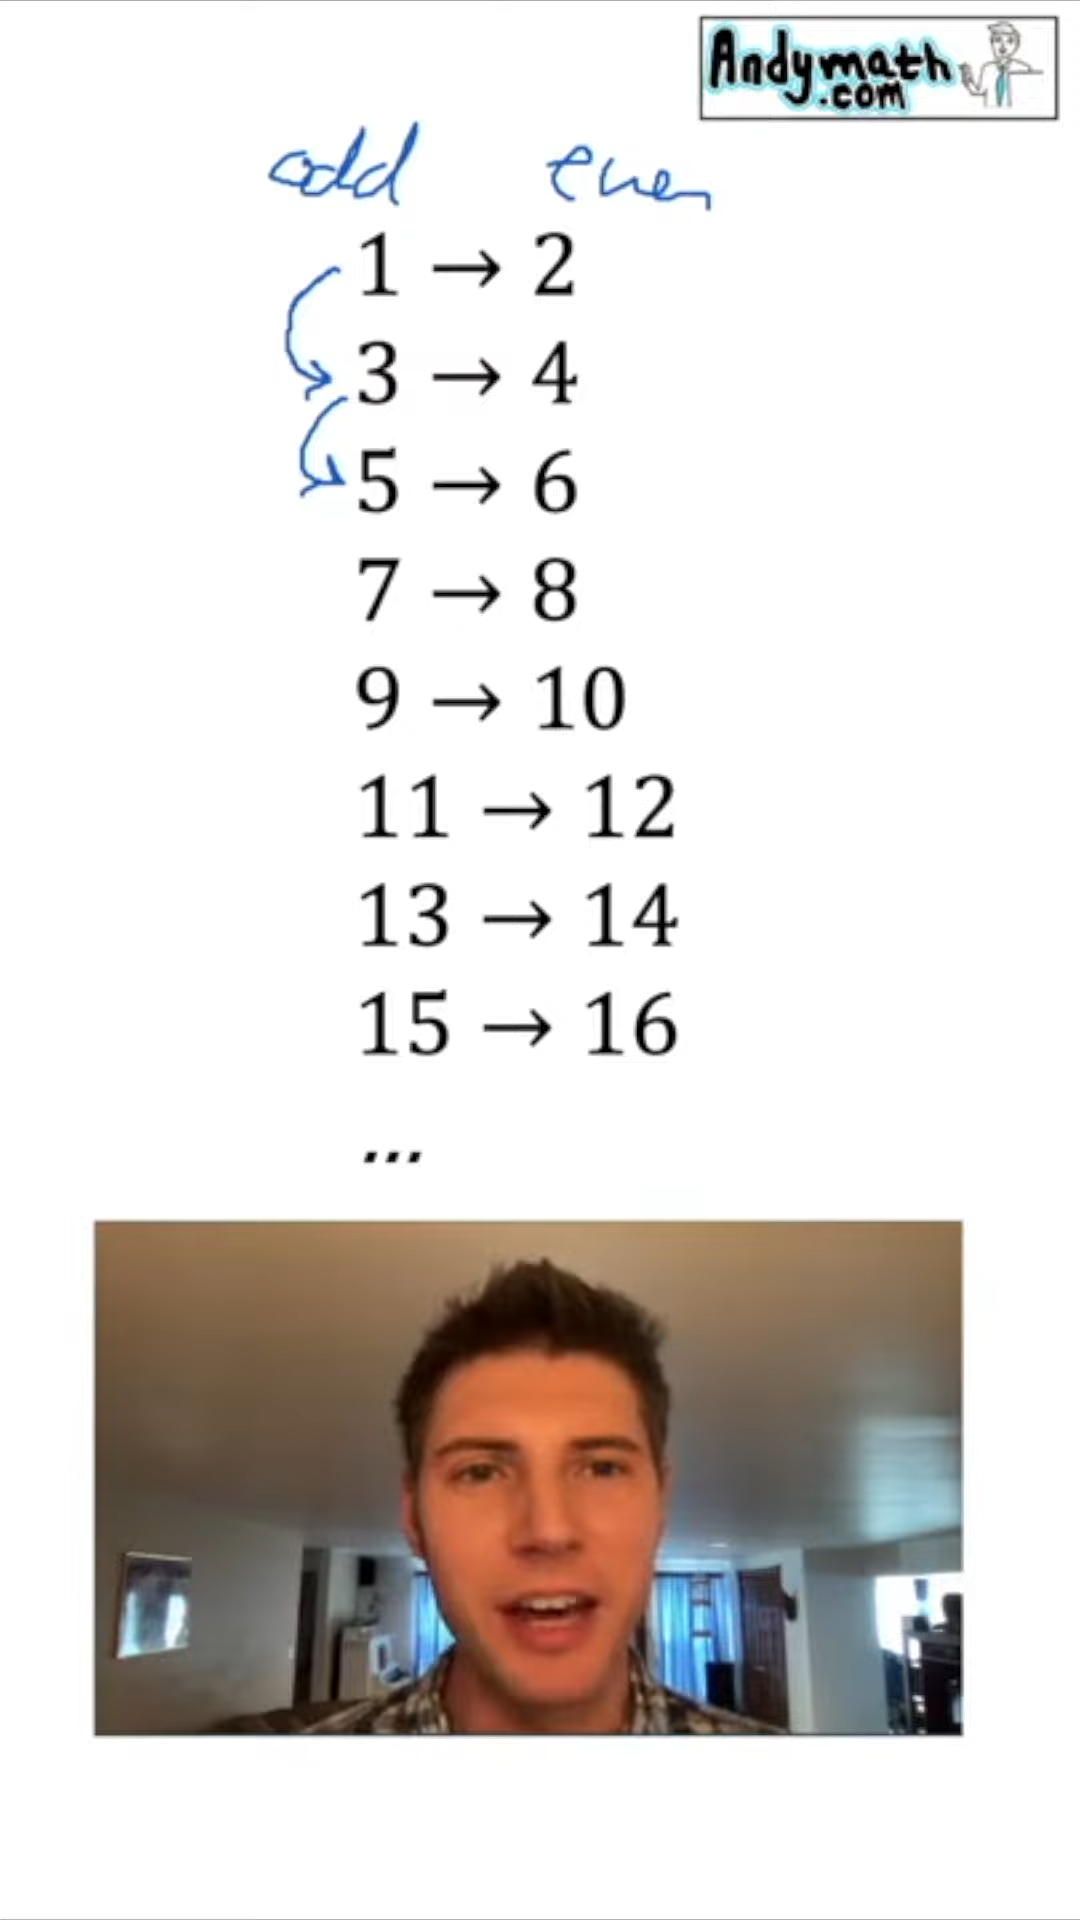 Andymath
.com
odd even
1 → 2
3 → 4
5 → 6
7 → 8
9 → 10
11 → 12
13 → 14
15 → 16
...